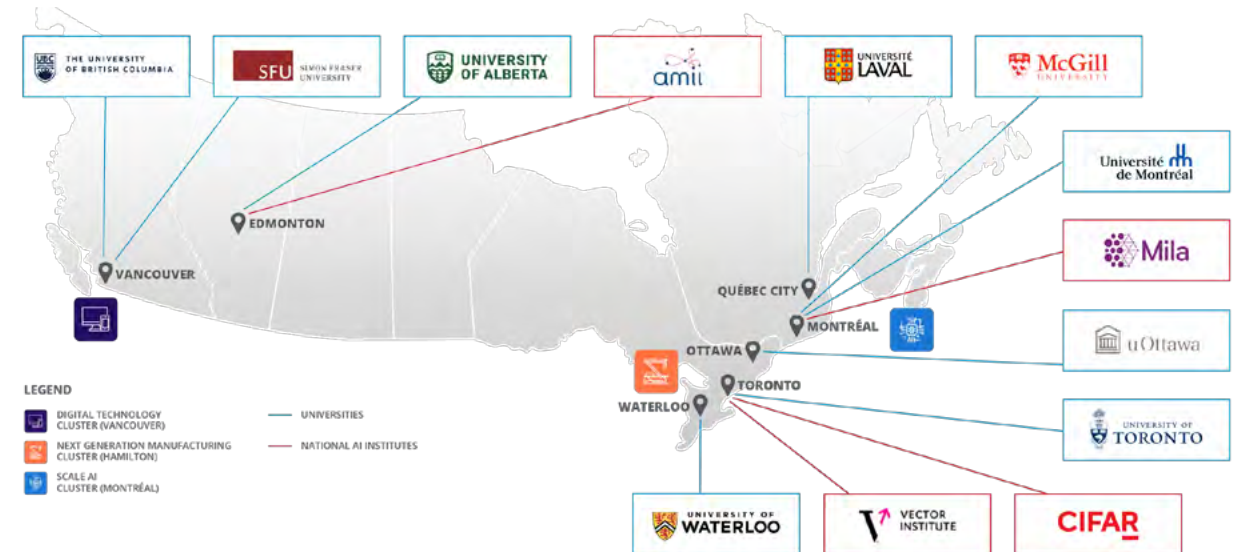 UBC
THE UNIVERSITY
OF BRITISH COLUMBIA
SFU
SIMON FRASER
UNIVERSITY
UNIVERSITY
OF ALBERTA
amii
UNIVERSITÉ
LAVAL
McGill
UNIVERSITY
Université
de Montréal
EDMONTON
VANCOUVER
Mila
QUÉBEC CITY
MONTRÉAL
uOttawa
OTTAWA
TORONTO
WATERLOO
LEGEND
DIGITAL TECHNOLOGY
CLUSTER (VANCOUVER)
UNIVERSITIES
NEXT GENERATION MANUFACTURING
CLUSTER (HAMILTON)
NATIONAL AI INSTITUTES
SCALE AI
CLUSTER (MONTRÉAL)
UNIVERSITY OF
TORONTO
UNIVERSITY OF
WATERLOO
VECTOR
INSTITUTE
CIFAR